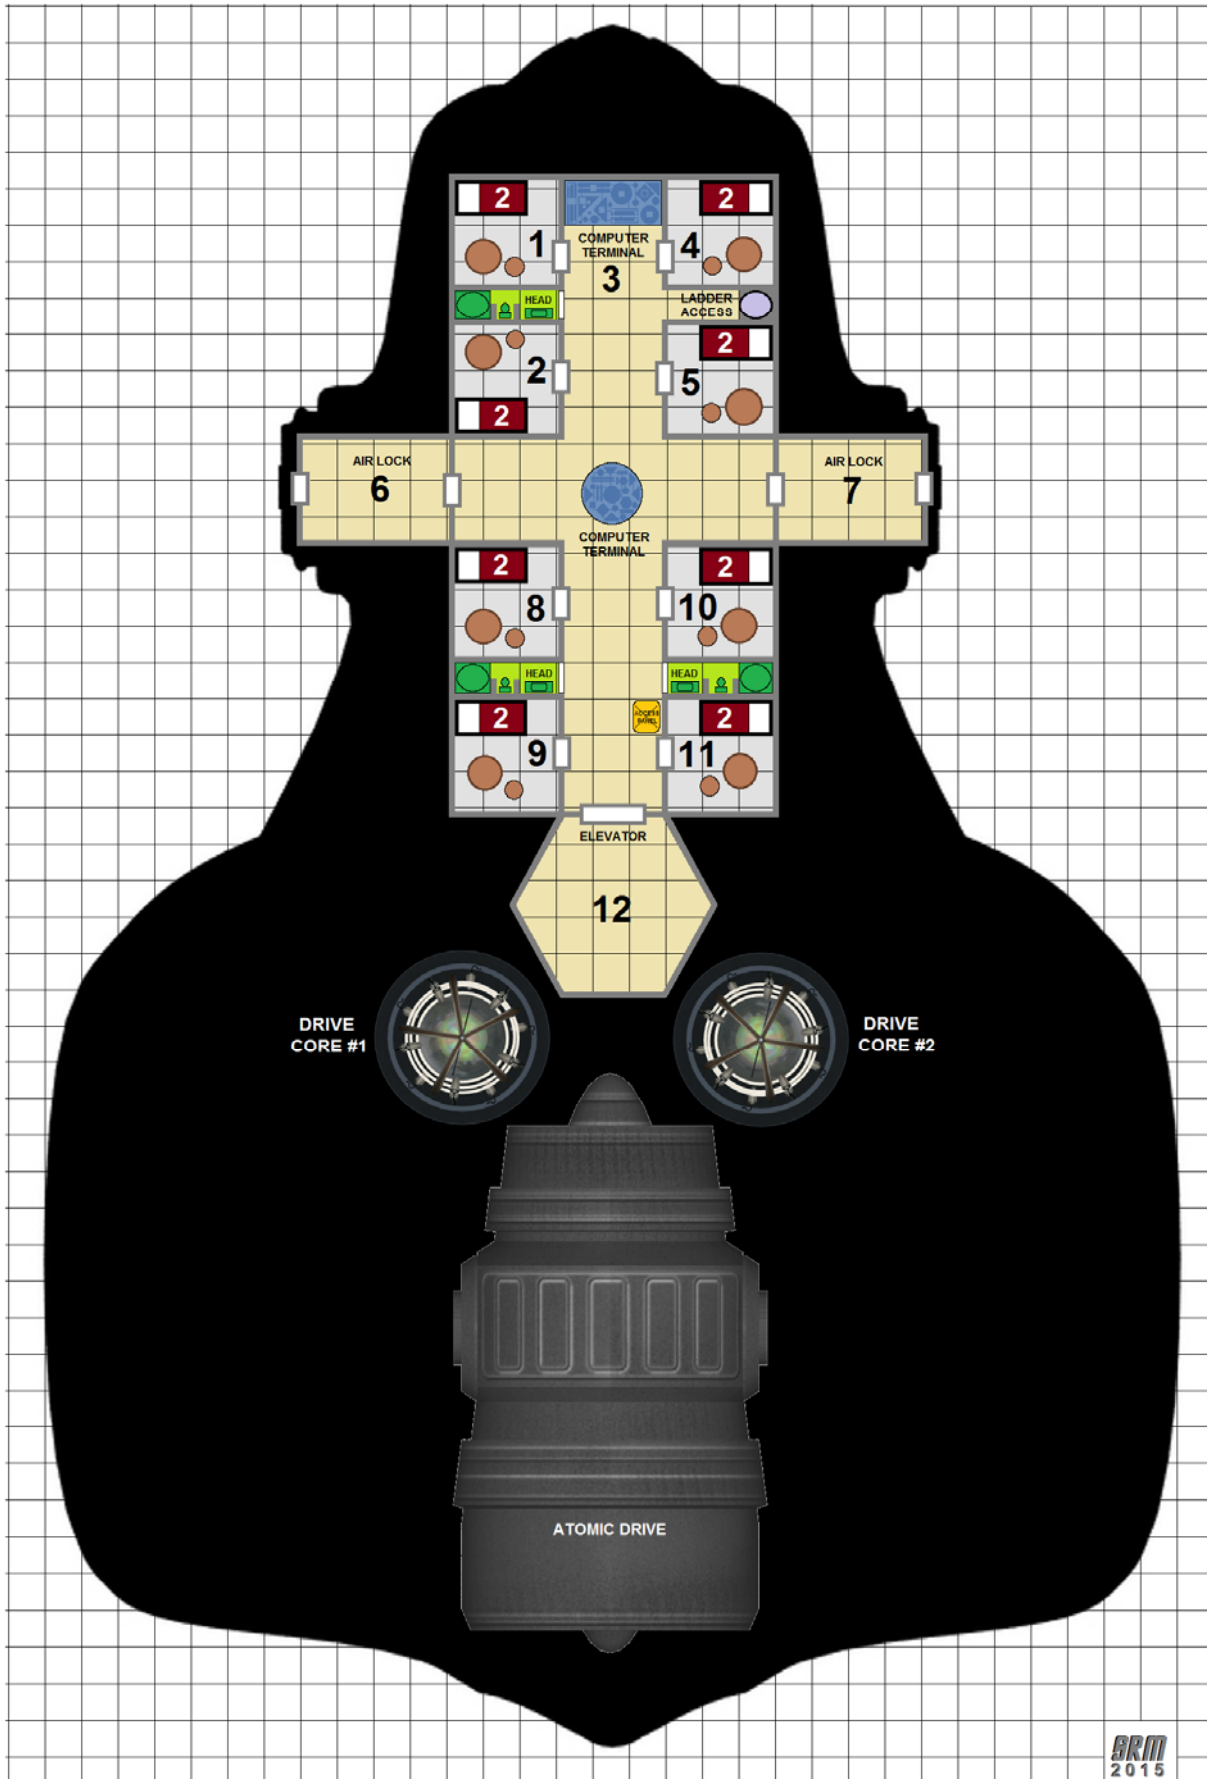 2
2
1
4
COMPUTER
TERMINAL
3
HEAD
LADDER
ACCESS
2
2
5
2
AIR LOCK
6
AIR LOCK
7
COMPUTER
TERMINAL
2
2
8
10
HEAD
HEAD
2
ACCESS
PANEL
2
9
11
ELEVATOR
12
DRIVE
CORE #1
DRIVE
CORE #2
ATOMIC DRIVE
SRM
2015